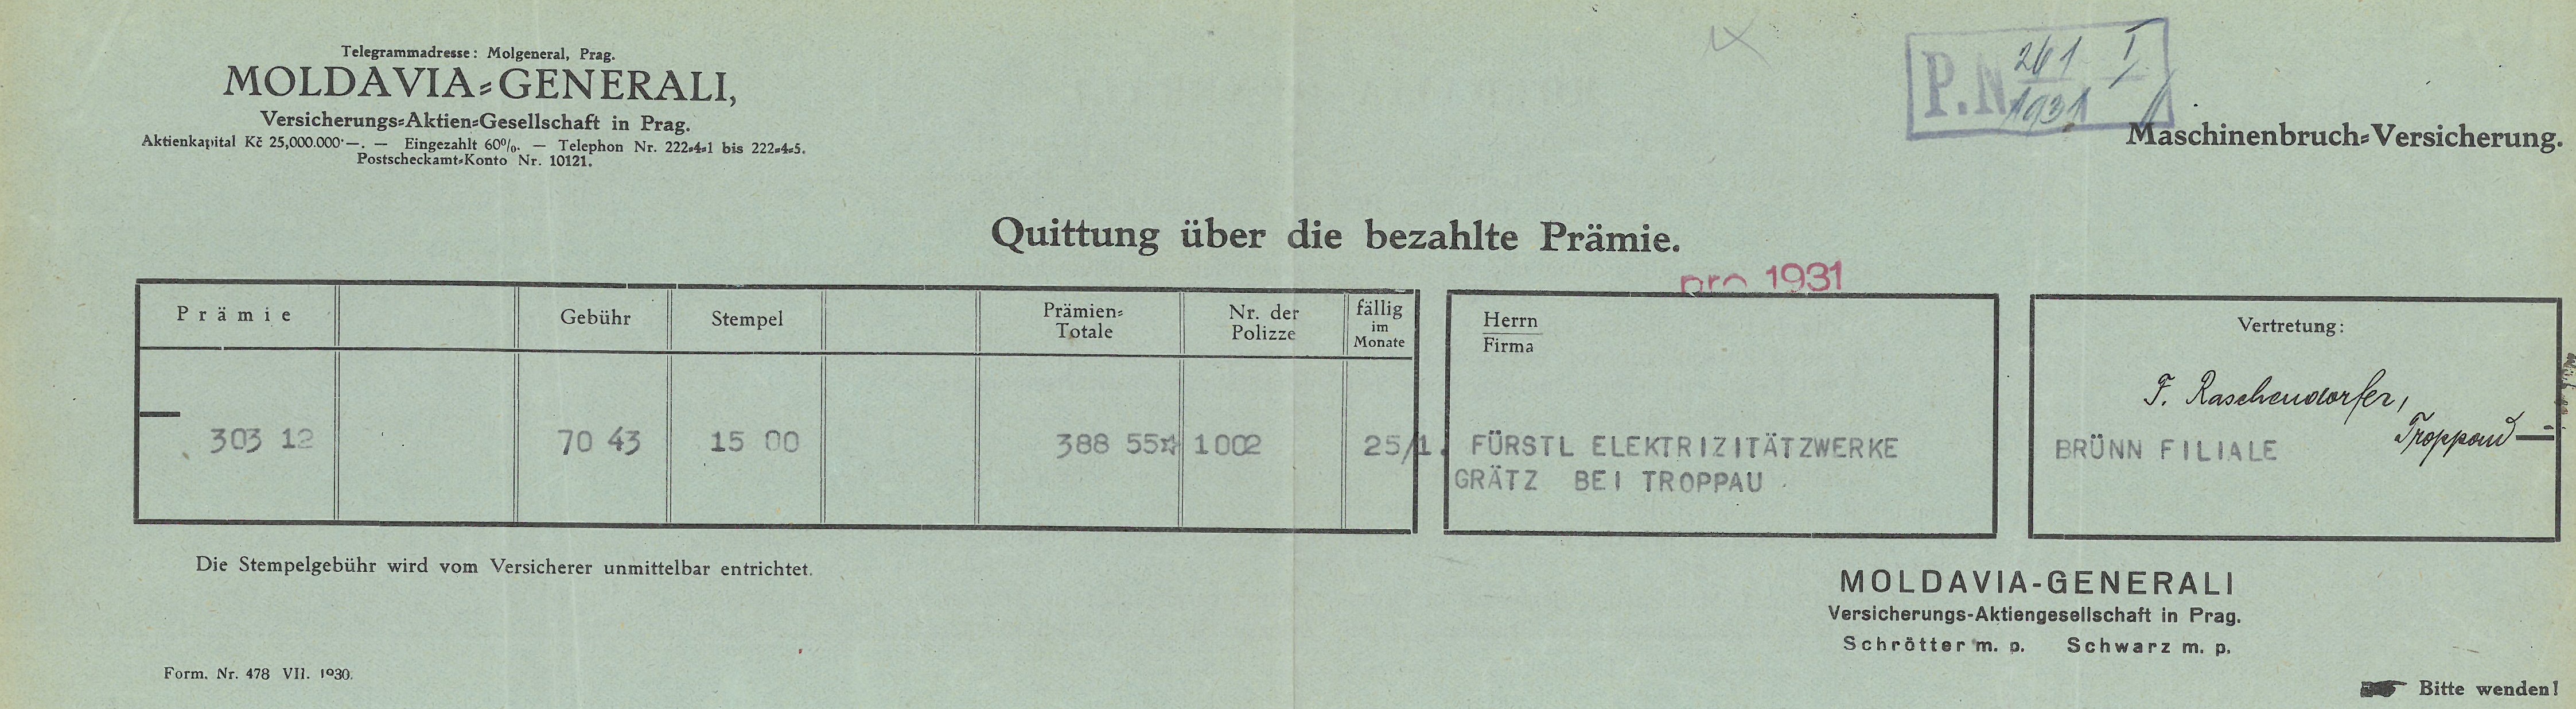 Telegrammadresse: Molgeneral, Prag.
MOLDAVIA=GENERALI,
Versicherungs=Aktien=Gesellschaft in Prag.
Aktienkapital Kč 25,000.000·—. — Eingezahlt 60%. — Telephon Nr. 222=4=1 bis 222=4=5.
Postscheckamt=Konto Nr. 10121.
P.N. 261 I
1931
Maschinenbruch=Versicherung.
Quittung über die bezahlte Prämie.
pro 1931
Prämie Gebühr Stempel Prämien=Totale Nr. der Polizze fällig im Monate
303 12 70 43 15 00 388 55☆ 1002 25/1.
Herrn
Firma
FÜRSTL ELEKTRIZITÄTZWERKE
GRÄTZ BEI TROPPAU
Vertretung:
F. Raschendorfer,
Troppau
BRÜNN FILIALE
Die Stempelgebühr wird vom Versicherer unmittelbar entrichtet.
MOLDAVIA-GENERALI
Versicherungs-Aktiengesellschaft in Prag.
Schrötter m. p. Schwarz m. p.
Form. Nr. 478 VII. 1930.
Bitte wenden!